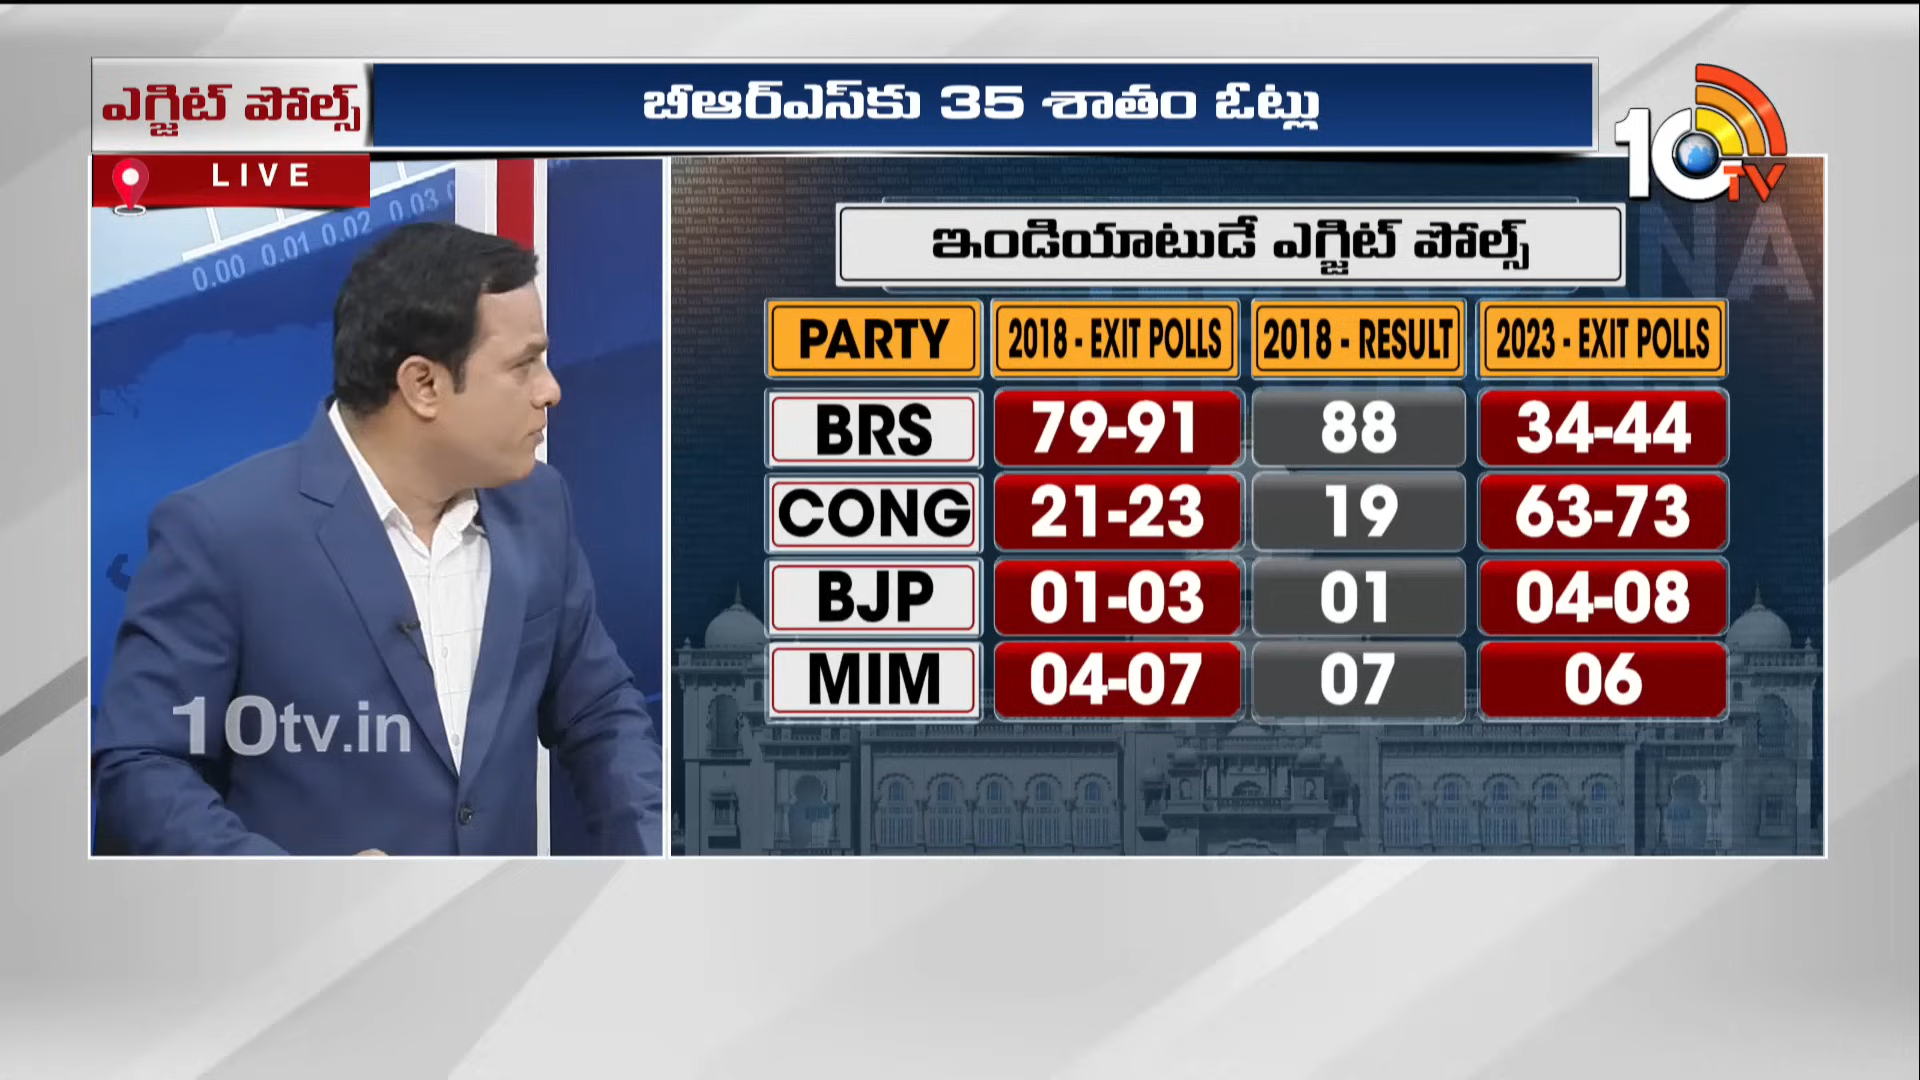 ఎగ్జిట్ పోల్స్
బీఆర్ఎస్‌కు 35 శాతం ఓట్లు
10TV
LIVE
0.00 0.01 0.02 0.03
ఇండియాటుడే ఎగ్జిట్ పోల్స్
PARTY 2018 - EXIT POLLS 2018 - RESULT 2023 - EXIT POLLS
BRS 79-91 88 34-44
CONG 21-23 19 63-73
BJP 01-03 01 04-08
MIM 04-07 07 06
10tv.in